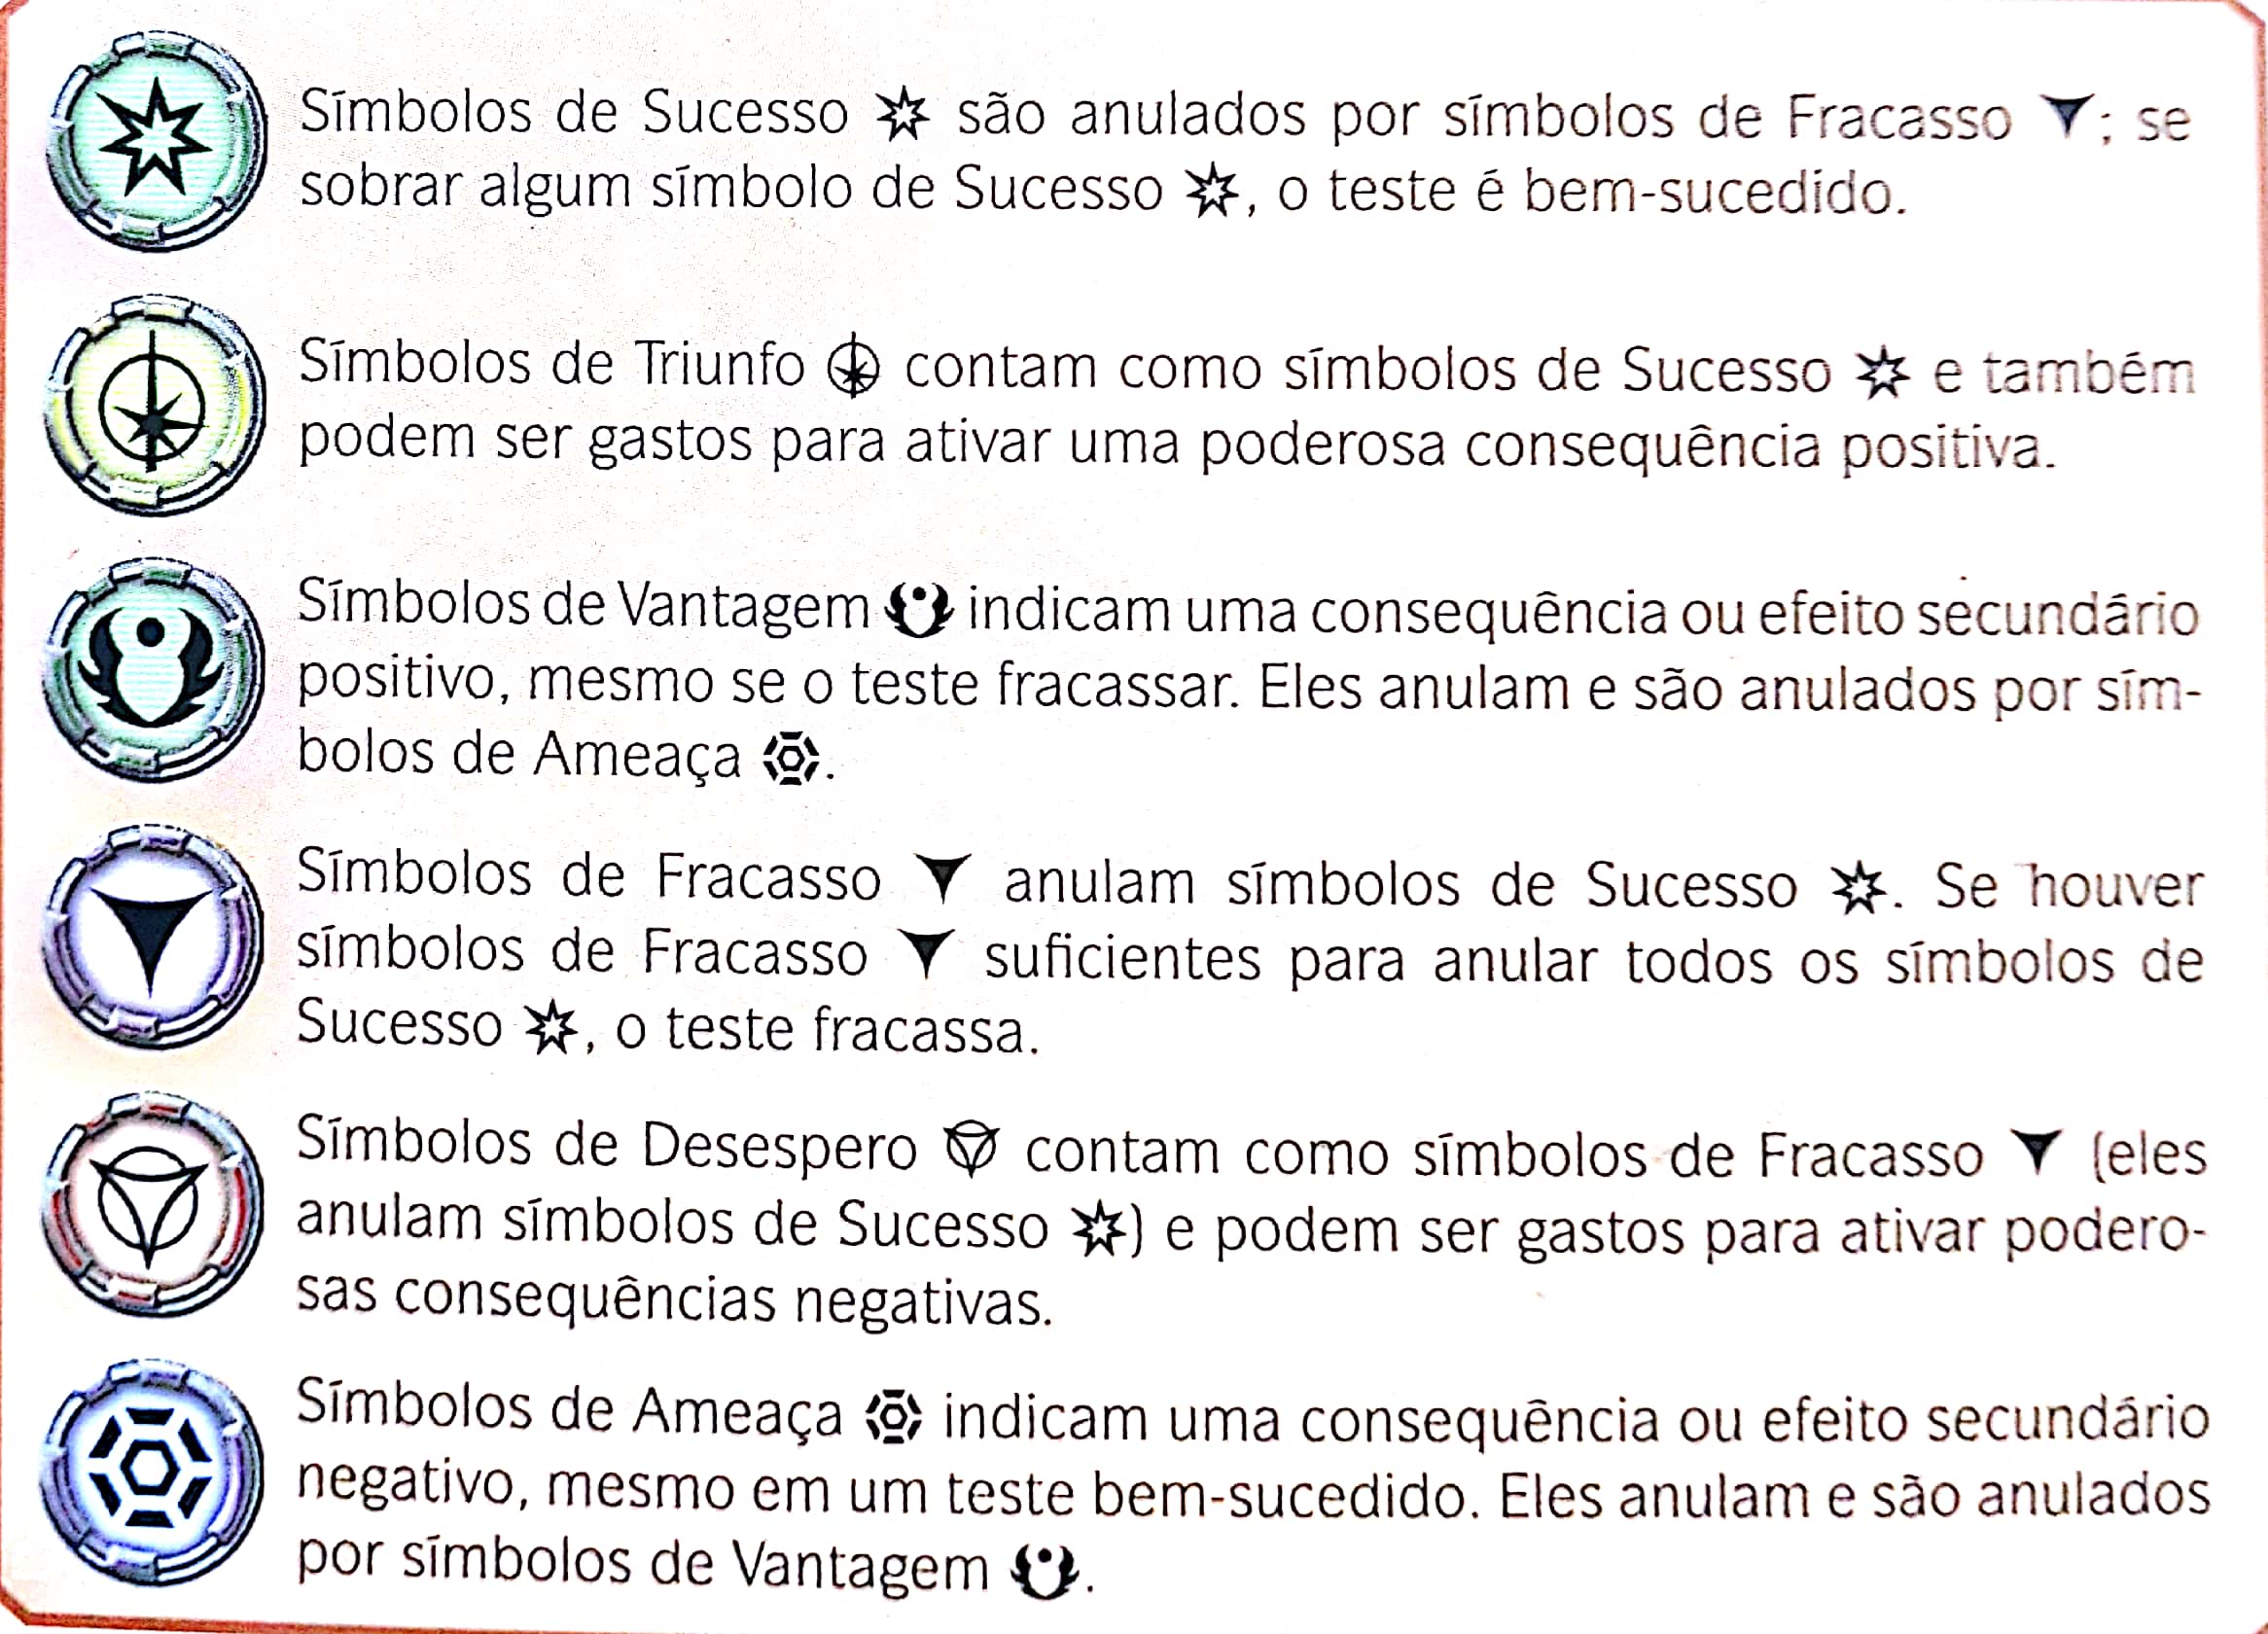 Símbolos de Sucesso são anulados por símbolos de Fracasso ; se
sobrar algum símbolo de Sucesso , o teste é bem-sucedido.
Símbolos de Triunfo contam como símbolos de Sucesso e também
podem ser gastos para ativar uma poderosa consequência positiva.
Símbolos de Vantagem indicam uma consequência ou efeito secundário
positivo, mesmo se o teste fracassar. Eles anulam e são anulados por sím-
bolos de Ameaça .
Símbolos de Fracasso anulam símbolos de Sucesso . Se houver
símbolos de Fracasso suficientes para anular todos os símbolos de
Sucesso , o teste fracassa.
Símbolos de Desespero contam como símbolos de Fracasso (eles
anulam símbolos de Sucesso ) e podem ser gastos para ativar podero-
sas consequências negativas.
Símbolos de Ameaça indicam uma consequência ou efeito secundário
negativo, mesmo em um teste bem-sucedido. Eles anulam e são anulados
por símbolos de Vantagem .